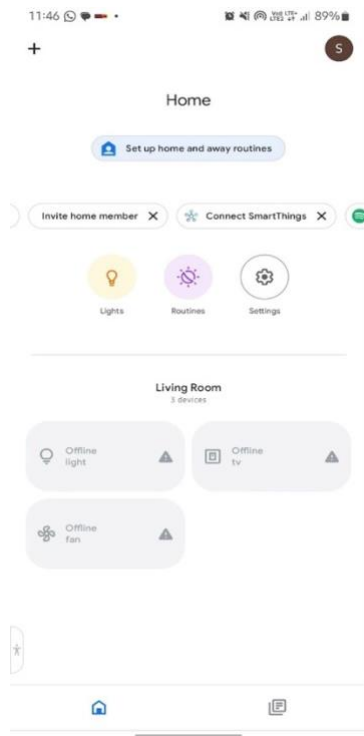 11:46 89%
S
Home
Set up home and away routines
Invite home member
Connect SmartThings
Lights Routines Settings
Living Room
3 devices
Offline
light
Offline
tv
Offline
fan